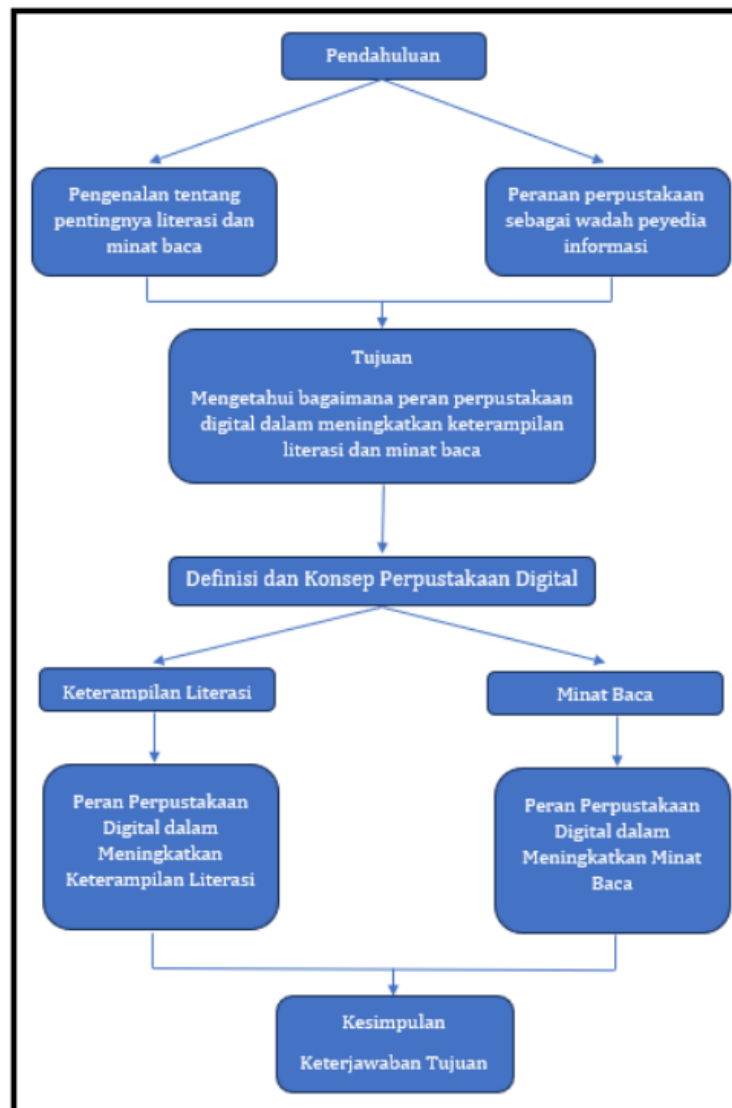 Pendahuluan
Pengenalan tentang
pentingnya literasi dan
minat baca
Peranan perpustakaan
sebagai wadah peyedia
informasi
Tujuan
Mengetahui bagaimana peran perpustakaan
digital dalam meningkatkan keterampilan
literasi dan minat baca
Definisi dan Konsep Perpustakaan Digital
Keterampilan Literasi
Minat Baca
Peran Perpustakaan
Digital dalam
Meningkatkan
Keterampilan Literasi
Peran Perpustakaan
Digital dalam
Meningkatkan Minat
Baca
Kesimpulan
Keterjawaban Tujuan